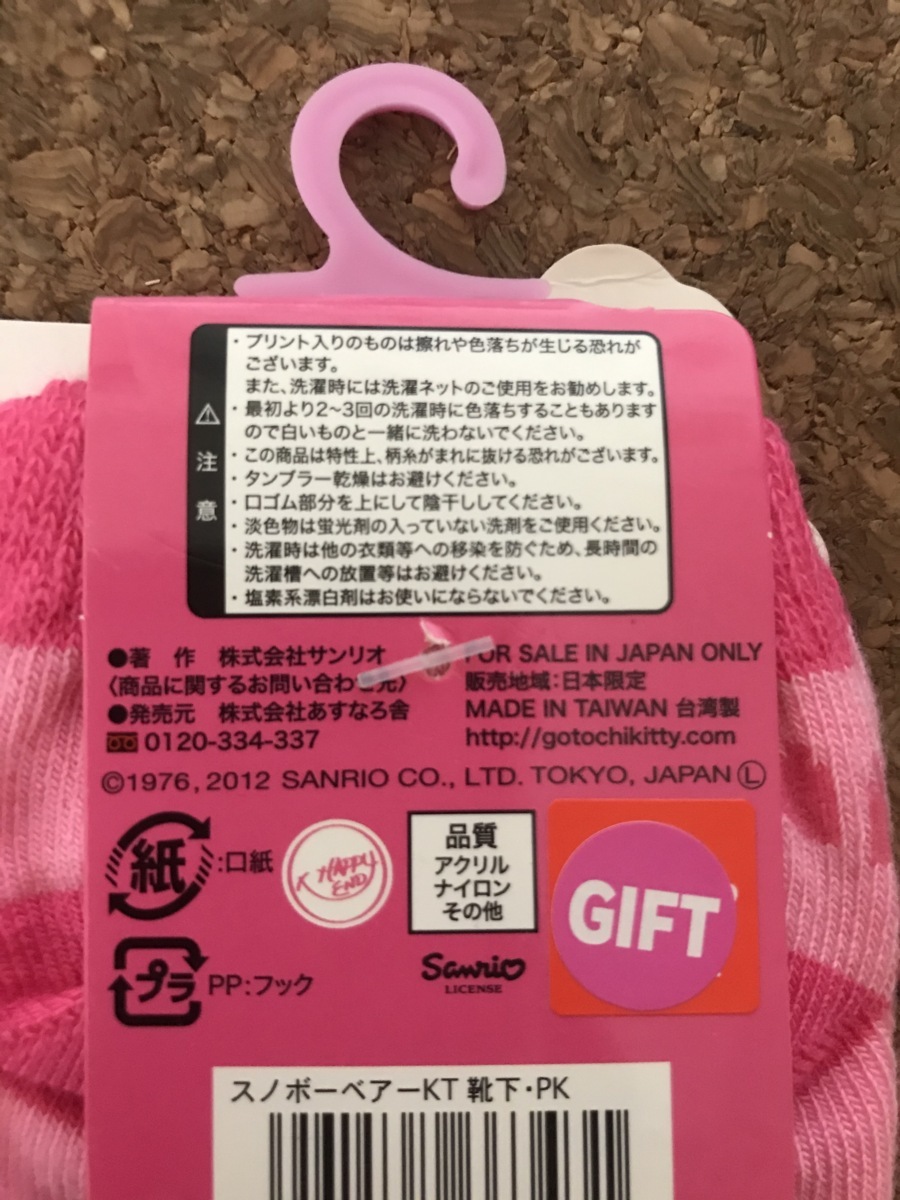 ・プリント入りのものは擦れや色落ちが生じる恐れが
ございます。
また、洗濯時には洗濯ネットのご使用をお勧めします。
・最初より2~3回の洗濯時に色落ちすることもあります
ので白いものと一緒に洗わないでください。
・この商品は特性上、柄糸がまれに抜ける恐れがございます。
・タンブラー乾燥はお避けください。
・口ゴム部分を上にして陰干ししてください。
・淡色物は蛍光剤の入っていない洗剤をご使用ください。
・洗濯時は他の衣類等への移染を防ぐため、長時間の
洗濯槽への放置等はお避けください。
・塩素系漂白剤はお使いにならないでください。
注
意
●著 作 株式会社サンリオ
〈商品に関するお問い合わせ元〉
●発売元 株式会社あすなろ舎
0120-334-337
FOR SALE IN JAPAN ONLY
販売地域:日本限定
MADE IN TAIWAN 台湾製
http://gotochikitty.com
©1976, 2012 SANRIO CO., LTD. TOKYO, JAPAN Ⓛ
紙 :口紙
K HAPPY
END
品質
アクリル
ナイロン
その他
GIFT
プラ PP:フック
Sanrio
LICENSE
スノボーベアーKT 靴下・PK